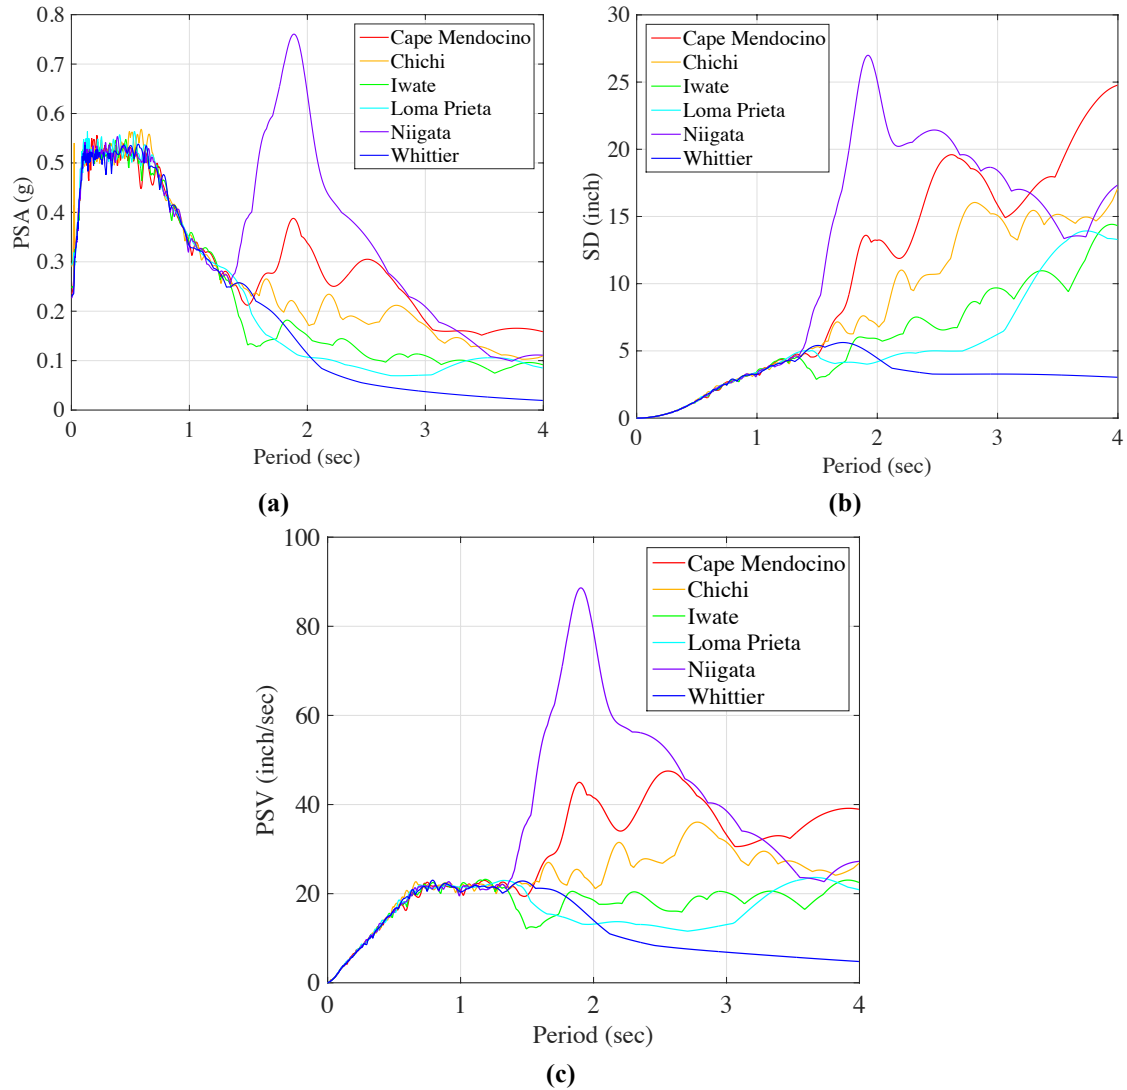 0.8
0.7
0.6
0.5
0.4
0.3
0.2
0.1
0
PSA (g)
Cape Mendocino
Chichi
Iwate
Loma Prieta
Niigata
Whittier
0 1 2 3 4
Period (sec)
(a)
30
25
20
15
10
5
0
SD (inch)
Cape Mendocino
Chichi
Iwate
Loma Prieta
Niigata
Whittier
0 1 2 3 4
Period (sec)
(b)
100
80
60
40
20
0
PSV (inch/sec)
Cape Mendocino
Chichi
Iwate
Loma Prieta
Niigata
Whittier
0 1 2 3 4
Period (sec)
(c)